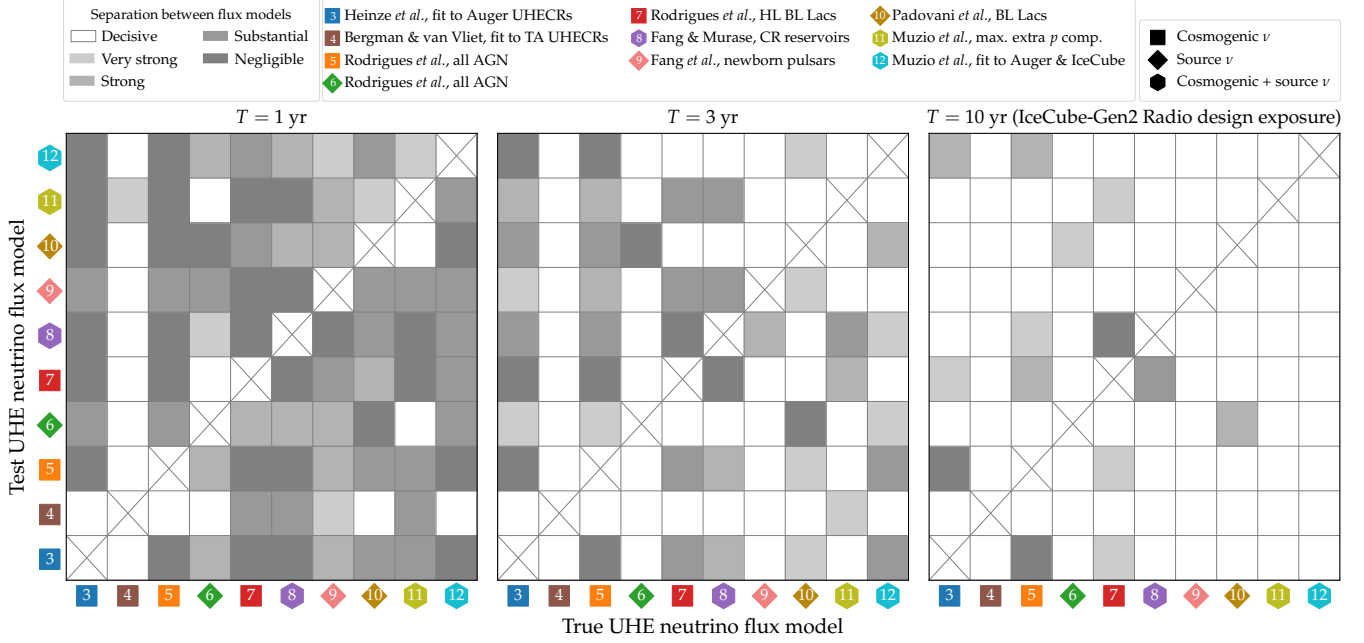 Separation between flux models
Decisive
Substantial
Very strong
Negligible
Strong
3 Heinze et al., fit to Auger UHECRs
4 Bergman & van Vliet, fit to TA UHECRs
5 Rodrigues et al., all AGN
6 Rodrigues et al., all AGN
7 Rodrigues et al., HL BL Lacs
8 Fang & Murase, CR reservoirs
9 Fang et al., newborn pulsars
10 Padovani et al., BL Lacs
11 Muzio et al., max. extra p comp.
12 Muzio et al., fit to Auger & IceCube
Cosmogenic ν
Source ν
Cosmogenic + source ν
T = 1 yr
T = 3 yr
T = 10 yr (IceCube-Gen2 Radio design exposure)
Test UHE neutrino flux model
12
11
10
9
8
7
6
5
4
3
3 4 5 6 7 8 9 10 11 12
3 4 5 6 7 8 9 10 11 12
3 4 5 6 7 8 9 10 11 12
True UHE neutrino flux model